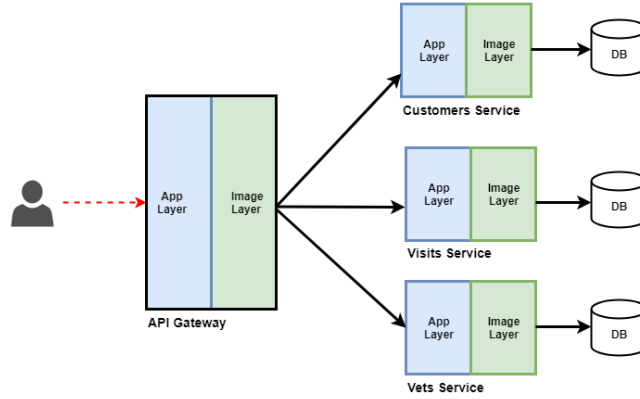 App
Layer
Image
Layer
DB
Customers Service
App
Layer
Image
Layer
API Gateway
App
Layer
Image
Layer
DB
Visits Service
App
Layer
Image
Layer
DB
Vets Service